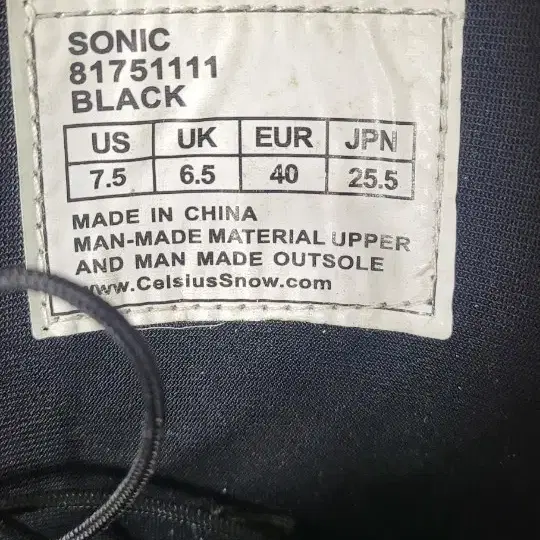 SONIC
81751111
BLACK
US UK EUR JPN
7.5 6.5 40 25.5
MADE IN CHINA
MAN-MADE MATERIAL UPPER
AND MAN MADE OUTSOLE
www.CelsiusSnow.com